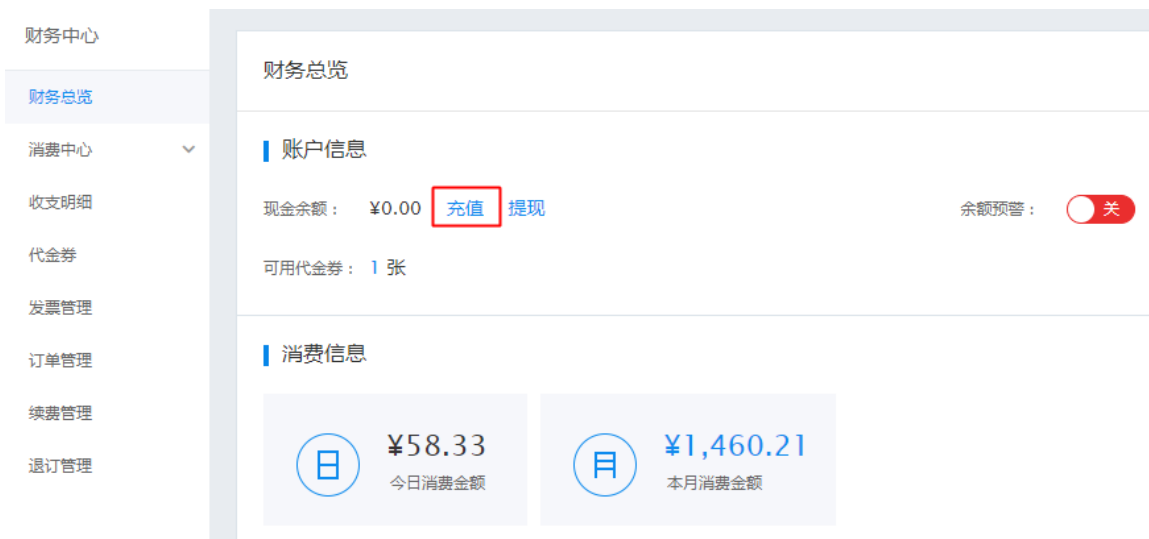 财务中心
财务总览
消费中心
收支明细
代金券
发票管理
订单管理
续费管理
退订管理
财务总览
账户信息
现金余额： ¥0.00 充值 提现 余额预警： 关
可用代金券： 1 张
消费信息
日 ¥58.33 今日消费金额
月 ¥1,460.21 本月消费金额